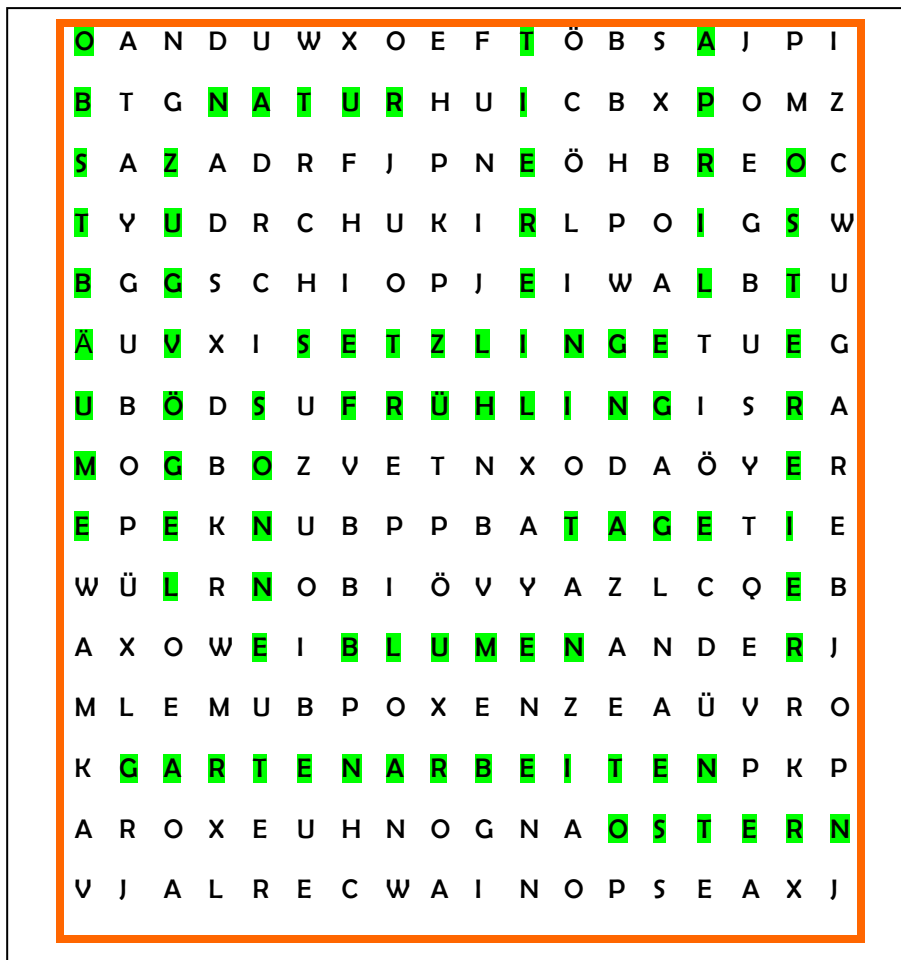 O A N D U W X O E F T Ö B S A J P I
B T G N A T U R H U I C B X P O M Z
S A Z A D R F J P N E Ö H B R E O C
T Y U D R C H U K I R L P O I G S W
B G G S C H I O P J E I W A L B T U
Ä U V X I S E T Z L I N G E T U E G
U B Ö D S U F R Ü H L I N G I S R A
M O G B O Z V E T N X O D A Ö Y E R
E P E K N U B P P B A T A G E T I E
W Ü L R N O B I Ö V Y A Z L C Q E B
A X O W E I B L U M E N A N D E R J
M L E M U B P O X E N Z E A Ü V R O
K G A R T E N A R B E I T E N P K P
A R O X E U H N O G N A O S T E R N
V J A L R E C W A I N O P S E A X J